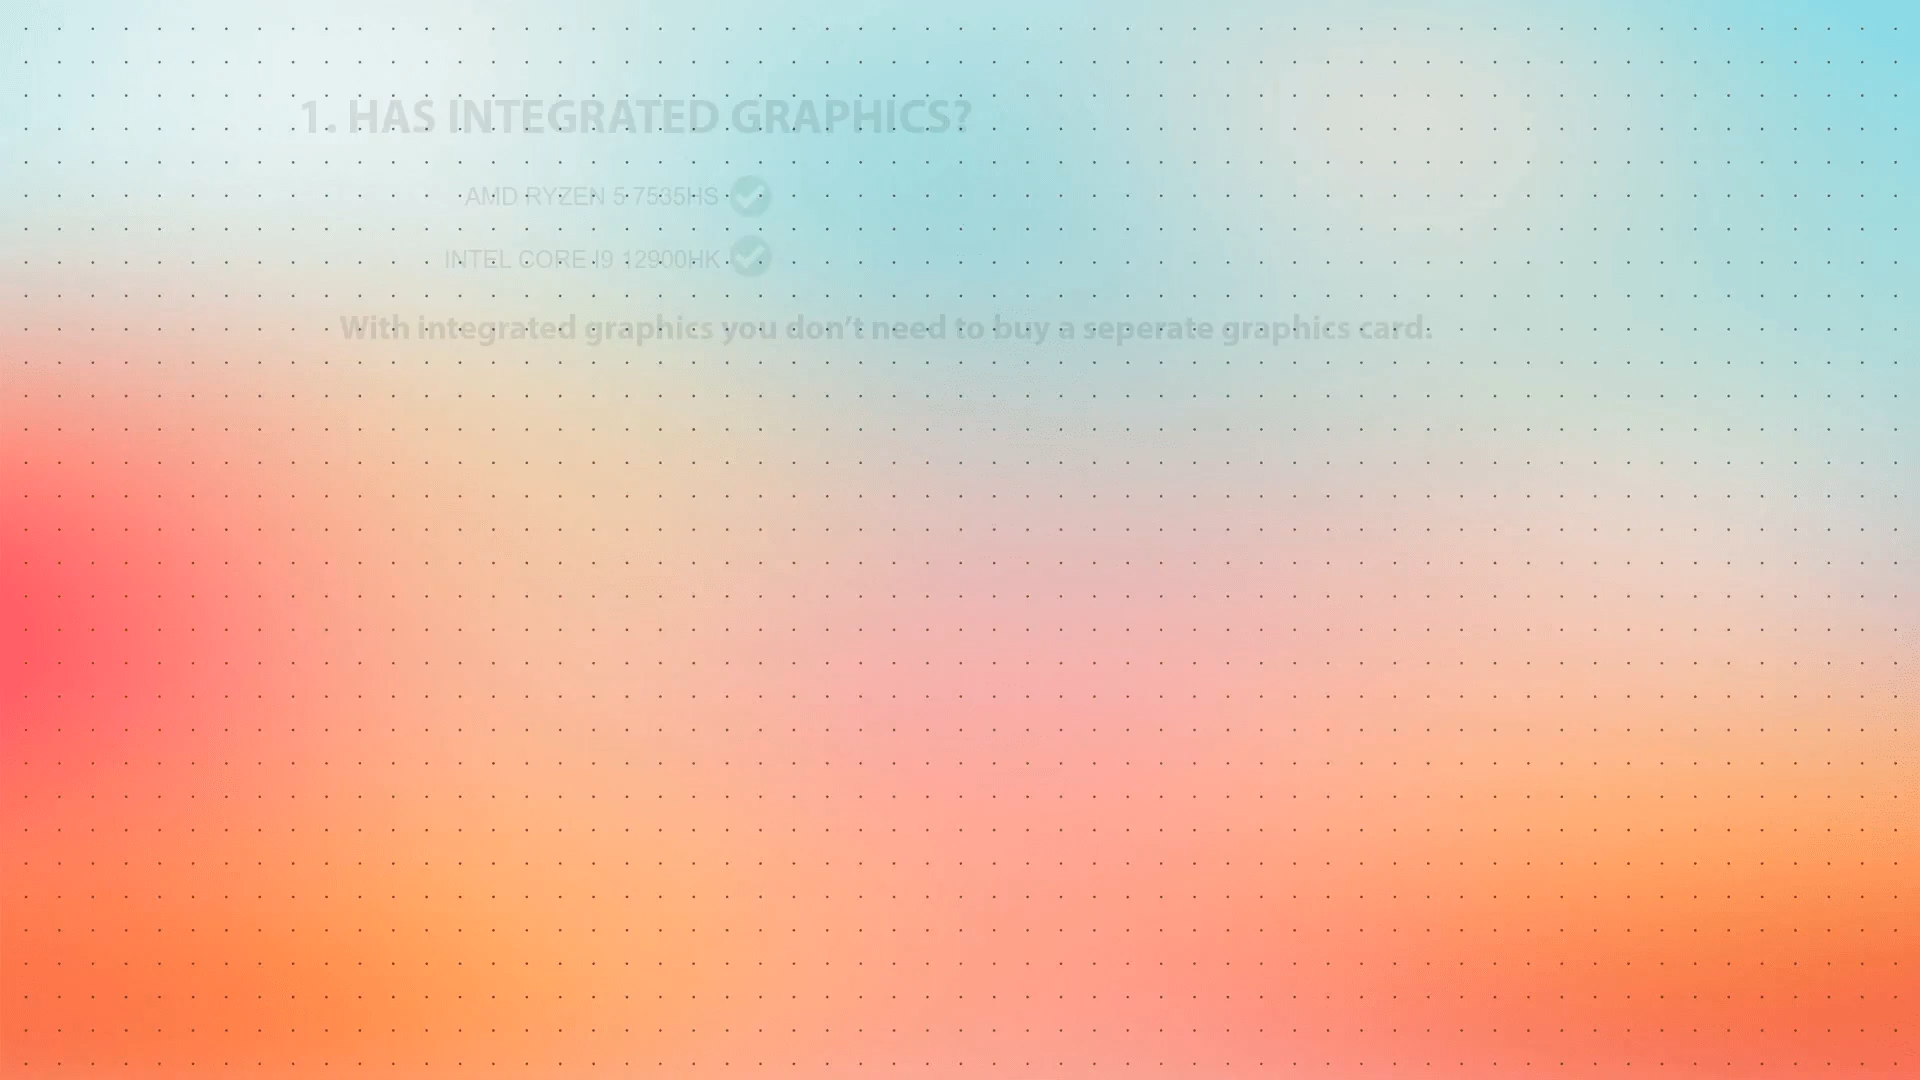 1. HAS INTEGRATED GRAPHICS?
AMD RYZEN 5 7535HS
INTEL CORE I9 12900HK
With integrated graphics you don’t need to buy a seperate graphics card.